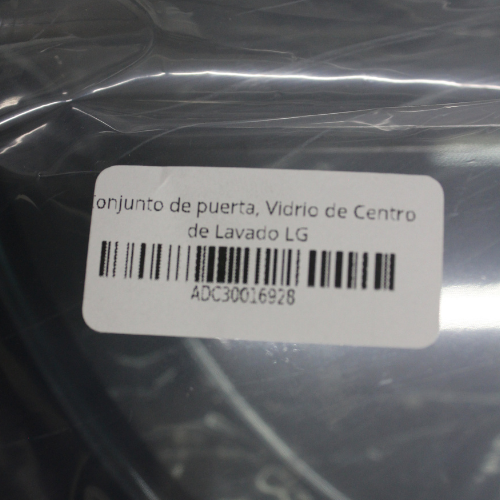 Conjunto de puerta, Vidrio de Centro
de Lavado LG
ADC30016928